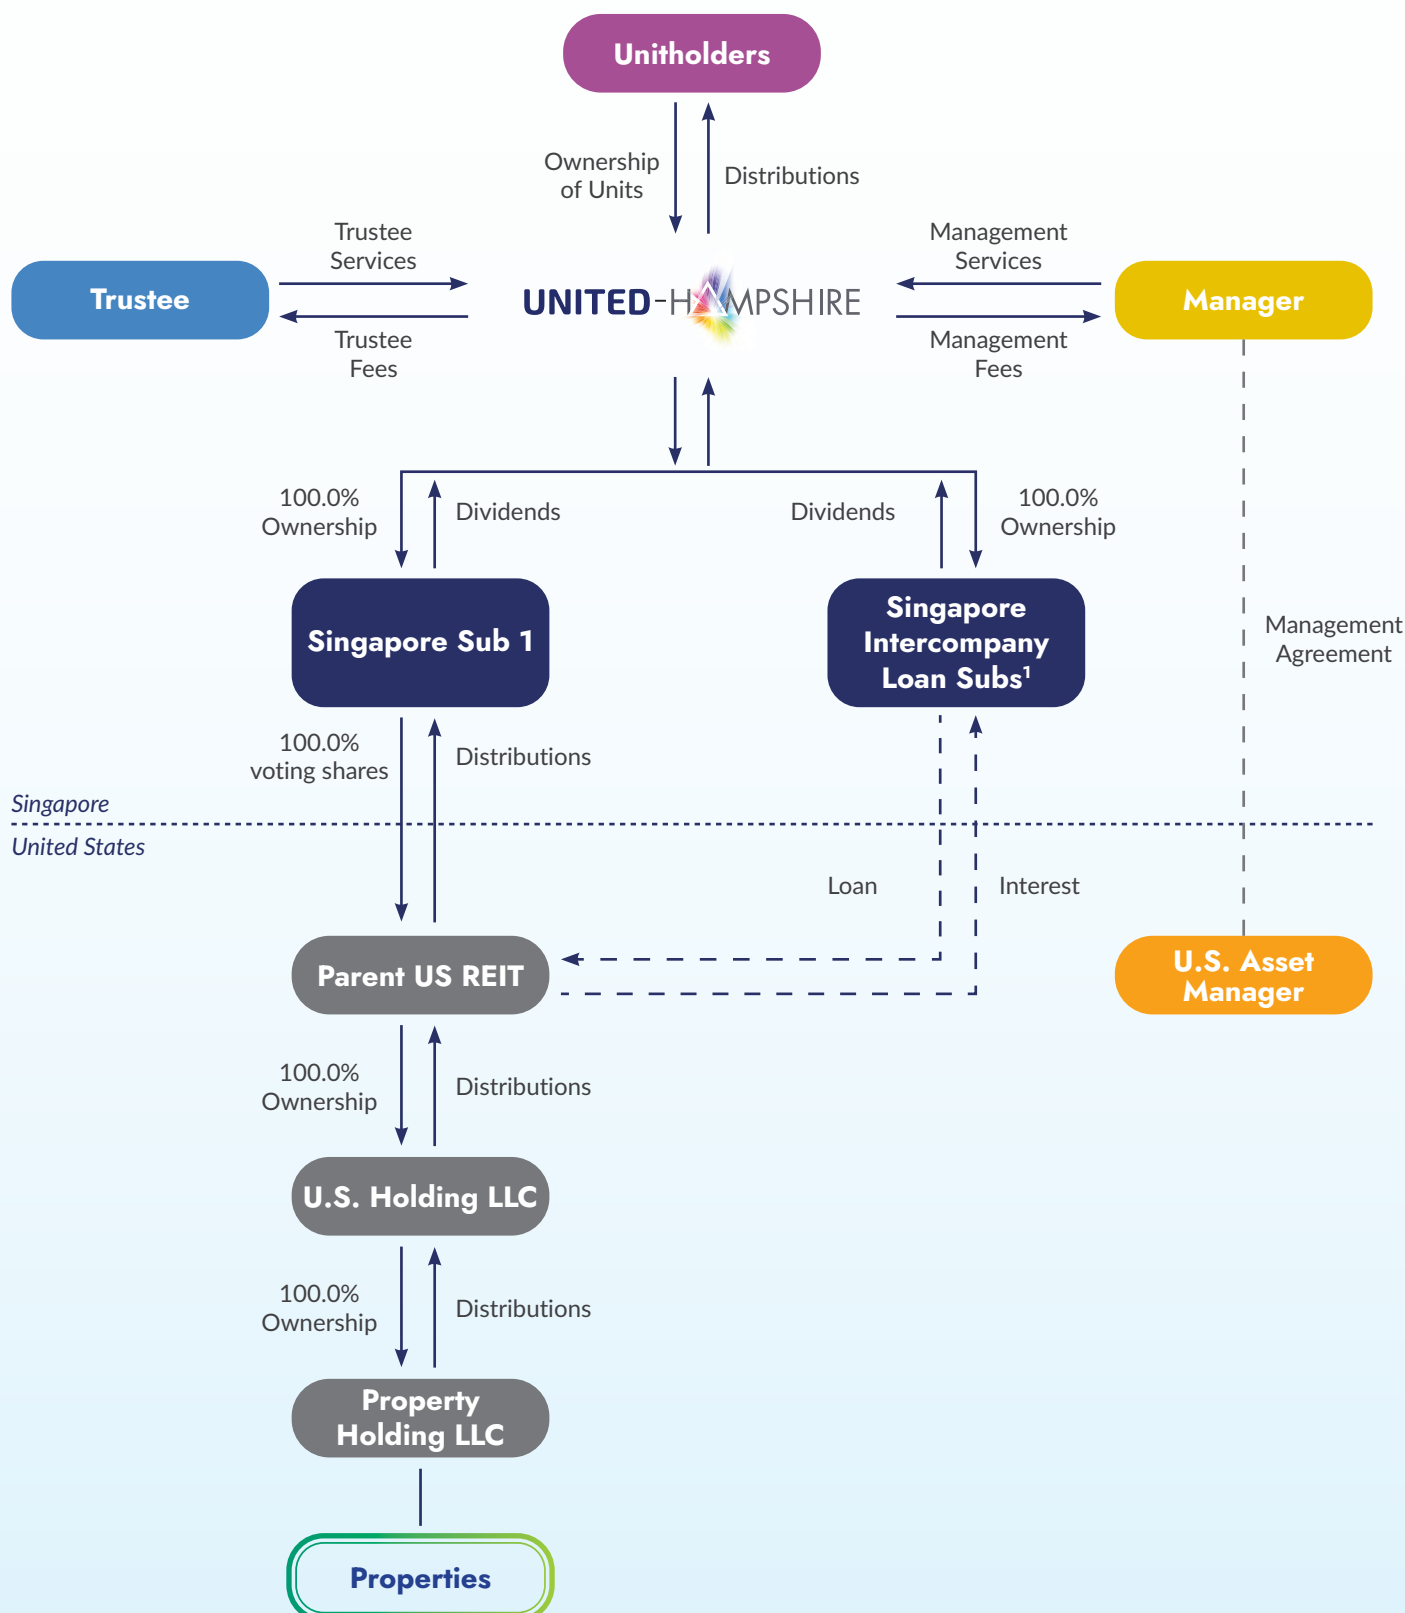 Unitholders
Ownership
of Units
Distributions
Trustee
Services
Management
Services
Trustee
UNITED-HAMPSHIRE
Manager
Trustee
Fees
Management
Fees
100.0%
Ownership
Dividends
Dividends
100.0%
Ownership
Singapore Sub 1
Singapore
Intercompany
Loan Subs¹
Management
Agreement
100.0%
voting shares
Distributions
Singapore
United States
Loan
Interest
Parent US REIT
U.S. Asset
Manager
100.0%
Ownership
Distributions
U.S. Holding LLC
100.0%
Ownership
Distributions
Property
Holding LLC
Properties